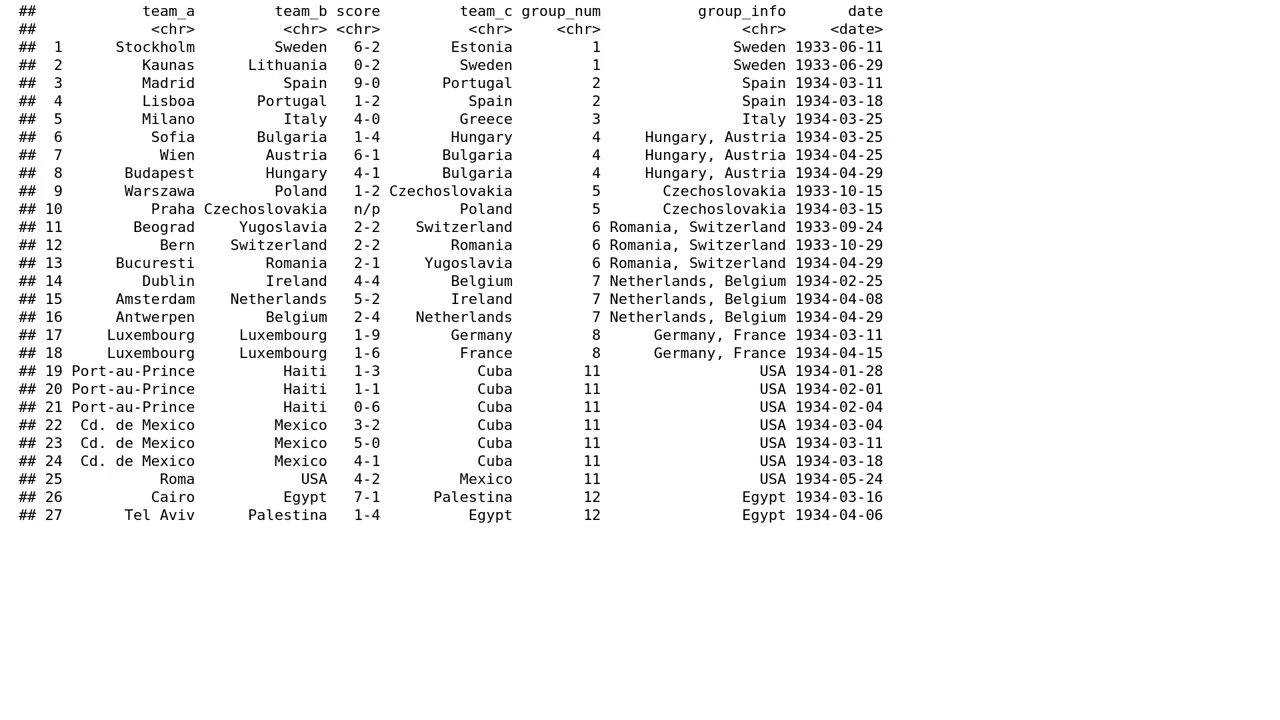 ## team_a team_b score team_c group_num group_info date
## <chr> <chr> <chr> <chr> <chr> <chr> <date>
## 1 Stockholm Sweden 6-2 Estonia 1 Sweden 1933-06-11
## 2 Kaunas Lithuania 0-2 Sweden 1 Sweden 1933-06-29
## 3 Madrid Spain 9-0 Portugal 2 Spain 1934-03-11
## 4 Lisboa Portugal 1-2 Spain 2 Spain 1934-03-18
## 5 Milano Italy 4-0 Greece 3 Italy 1934-03-25
## 6 Sofia Bulgaria 1-4 Hungary 4 Hungary, Austria 1934-03-25
## 7 Wien Austria 6-1 Bulgaria 4 Hungary, Austria 1934-04-25
## 8 Budapest Hungary 4-1 Bulgaria 4 Hungary, Austria 1934-04-29
## 9 Warszawa Poland 1-2 Czechoslovakia 5 Czechoslovakia 1933-10-15
## 10 Praha Czechoslovakia n/p Poland 5 Czechoslovakia 1934-03-15
## 11 Beograd Yugoslavia 2-2 Switzerland 6 Romania, Switzerland 1933-09-24
## 12 Bern Switzerland 2-2 Romania 6 Romania, Switzerland 1933-10-29
## 13 Bucuresti Romania 2-1 Yugoslavia 6 Romania, Switzerland 1934-04-29
## 14 Dublin Ireland 4-4 Belgium 7 Netherlands, Belgium 1934-02-25
## 15 Amsterdam Netherlands 5-2 Ireland 7 Netherlands, Belgium 1934-04-08
## 16 Antwerpen Belgium 2-4 Netherlands 7 Netherlands, Belgium 1934-04-29
## 17 Luxembourg Luxembourg 1-9 Germany 8 Germany, France 1934-03-11
## 18 Luxembourg Luxembourg 1-6 France 8 Germany, France 1934-04-15
## 19 Port-au-Prince Haiti 1-3 Cuba 11 USA 1934-01-28
## 20 Port-au-Prince Haiti 1-1 Cuba 11 USA 1934-02-01
## 21 Port-au-Prince Haiti 0-6 Cuba 11 USA 1934-02-04
## 22 Cd. de Mexico Mexico 3-2 Cuba 11 USA 1934-03-04
## 23 Cd. de Mexico Mexico 5-0 Cuba 11 USA 1934-03-11
## 24 Cd. de Mexico Mexico 4-1 Cuba 11 USA 1934-03-18
## 25 Roma USA 4-2 Mexico 11 USA 1934-05-24
## 26 Cairo Egypt 7-1 Palestina 12 Egypt 1934-03-16
## 27 Tel Aviv Palestina 1-4 Egypt 12 Egypt 1934-04-06